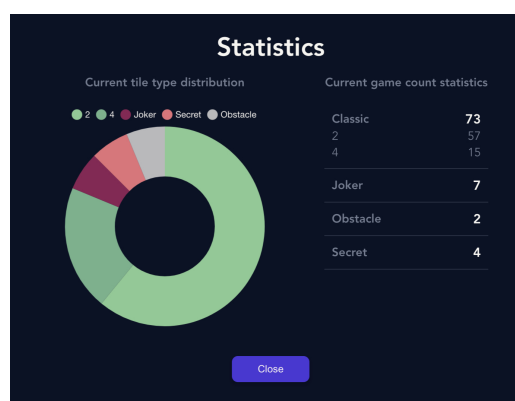 Statistics
Current tile type distribution
2 4 Joker Secret Obstacle
Current game count statistics
Classic 73
2 57
4 15
Joker 7
Obstacle 2
Secret 4
Close